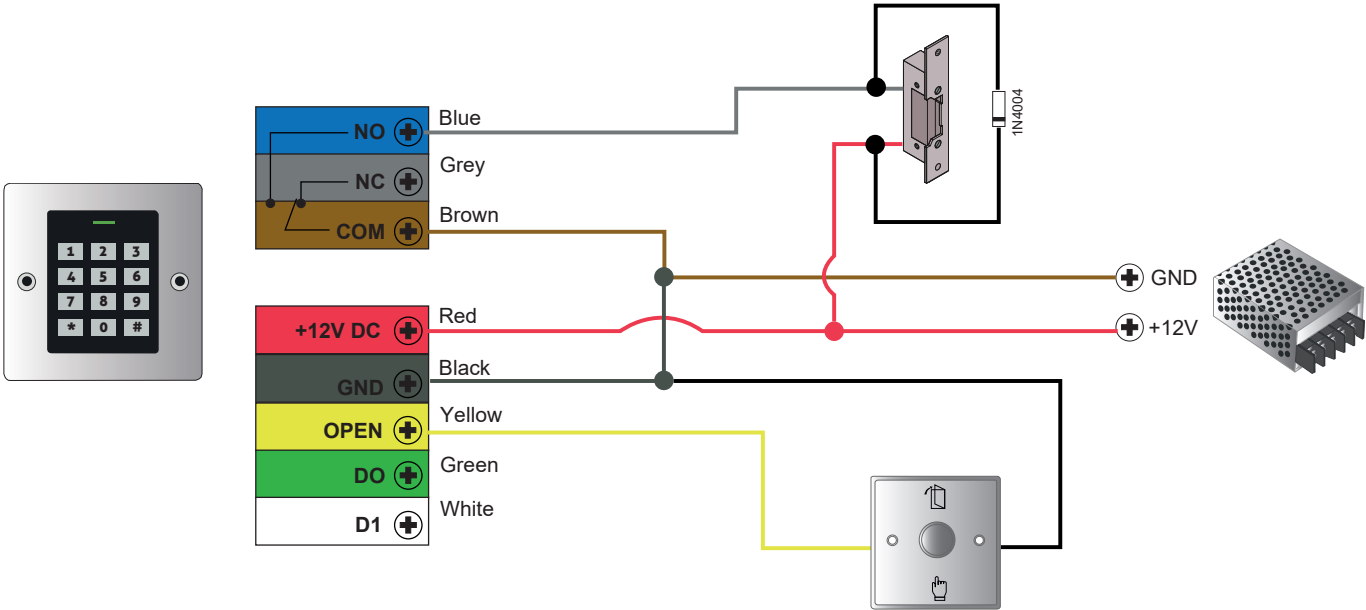 1 2 3
4 5 6
7 8 9
* 0 #
NO Blue
NC Grey
COM Brown
+12V DC Red
GND Black
OPEN Yellow
DO Green
D1 White
1N4004
GND
+12V